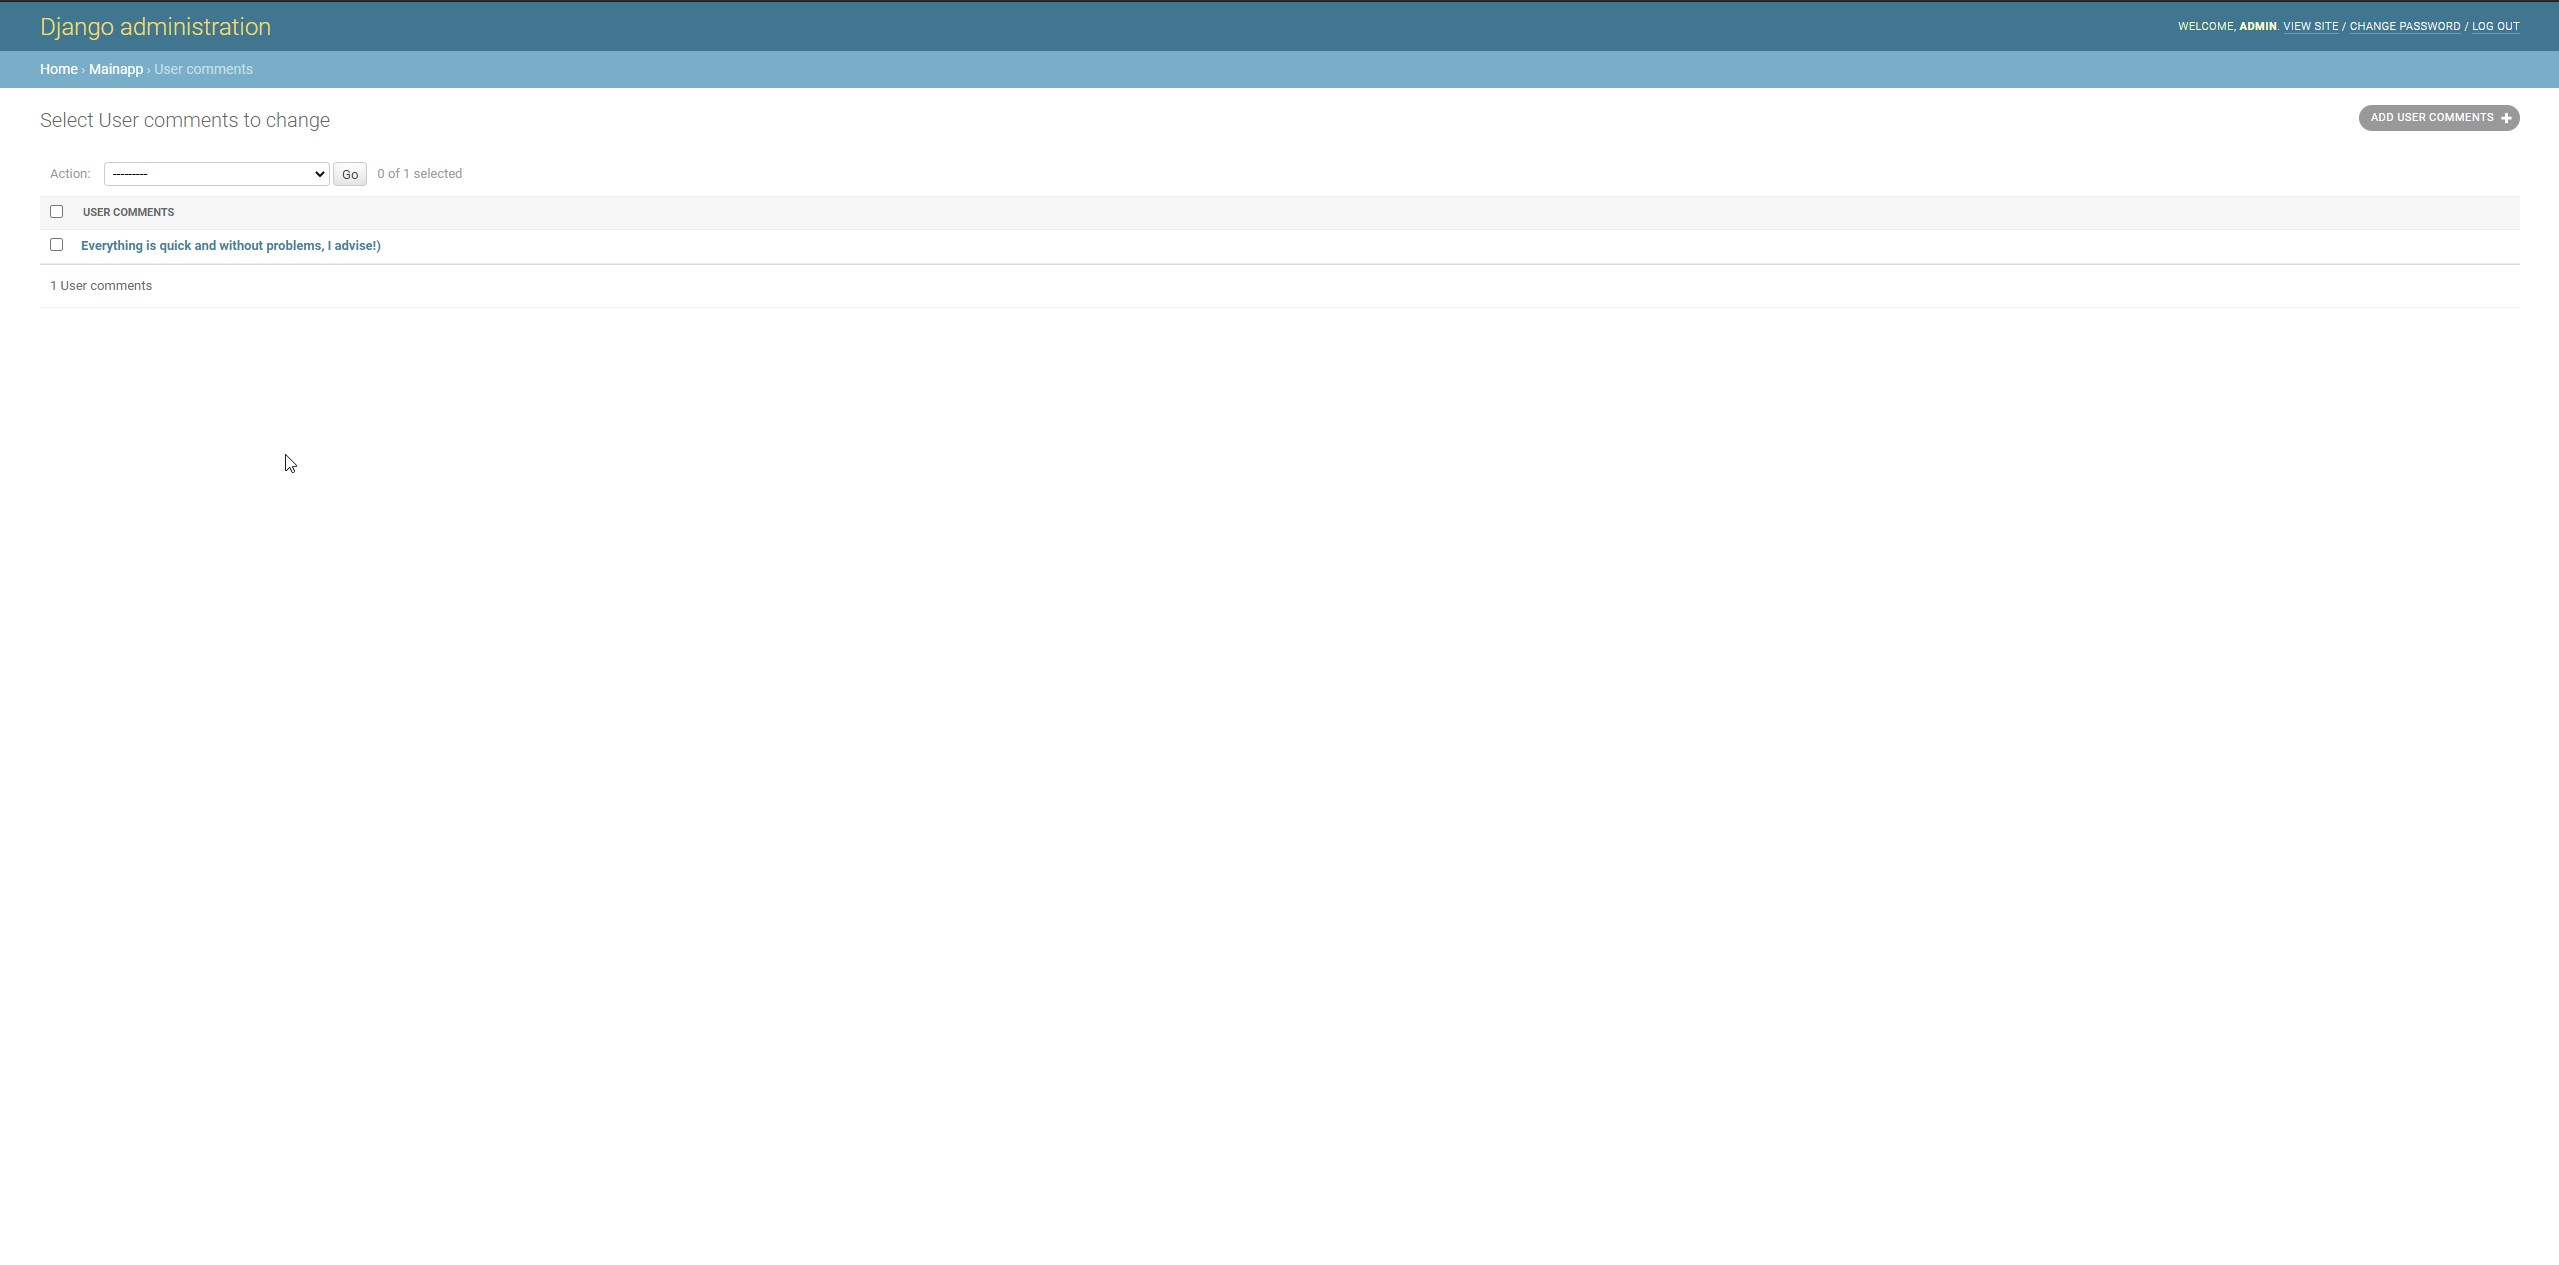 Django administration
WELCOME, ADMIN. VIEW SITE / CHANGE PASSWORD / LOG OUT
Home › Mainapp › User comments
Select User comments to change
ADD USER COMMENTS +
Action: --------- Go 0 of 1 selected
USER COMMENTS
Everything is quick and without problems, I advise!)
1 User comments